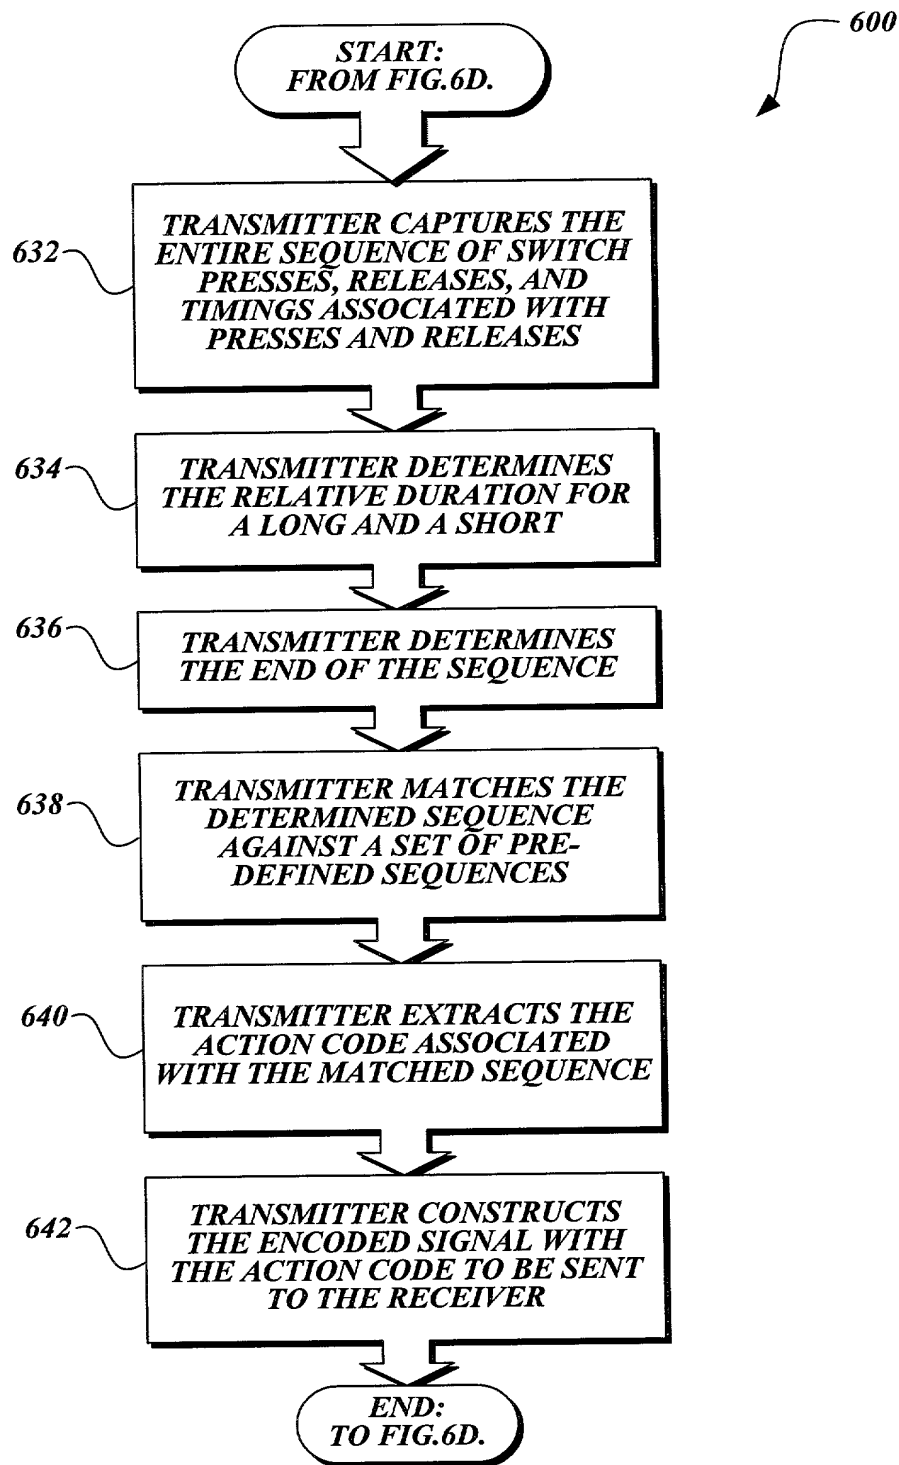 600
START:
FROM FIG.6D.
632
TRANSMITTER CAPTURES THE
ENTIRE SEQUENCE OF SWITCH
PRESSES, RELEASES, AND
TIMINGS ASSOCIATED WITH
PRESSES AND RELEASES
634
TRANSMITTER DETERMINES
THE RELATIVE DURATION FOR
A LONG AND A SHORT
636
TRANSMITTER DETERMINES
THE END OF THE SEQUENCE
638
TRANSMITTER MATCHES THE
DETERMINED SEQUENCE
AGAINST A SET OF PRE-
DEFINED SEQUENCES
640
TRANSMITTER EXTRACTS THE
ACTION CODE ASSOCIATED
WITH THE MATCHED SEQUENCE
642
TRANSMITTER CONSTRUCTS
THE ENCODED SIGNAL WITH
THE ACTION CODE TO BE SENT
TO THE RECEIVER
END:
TO FIG.6D.